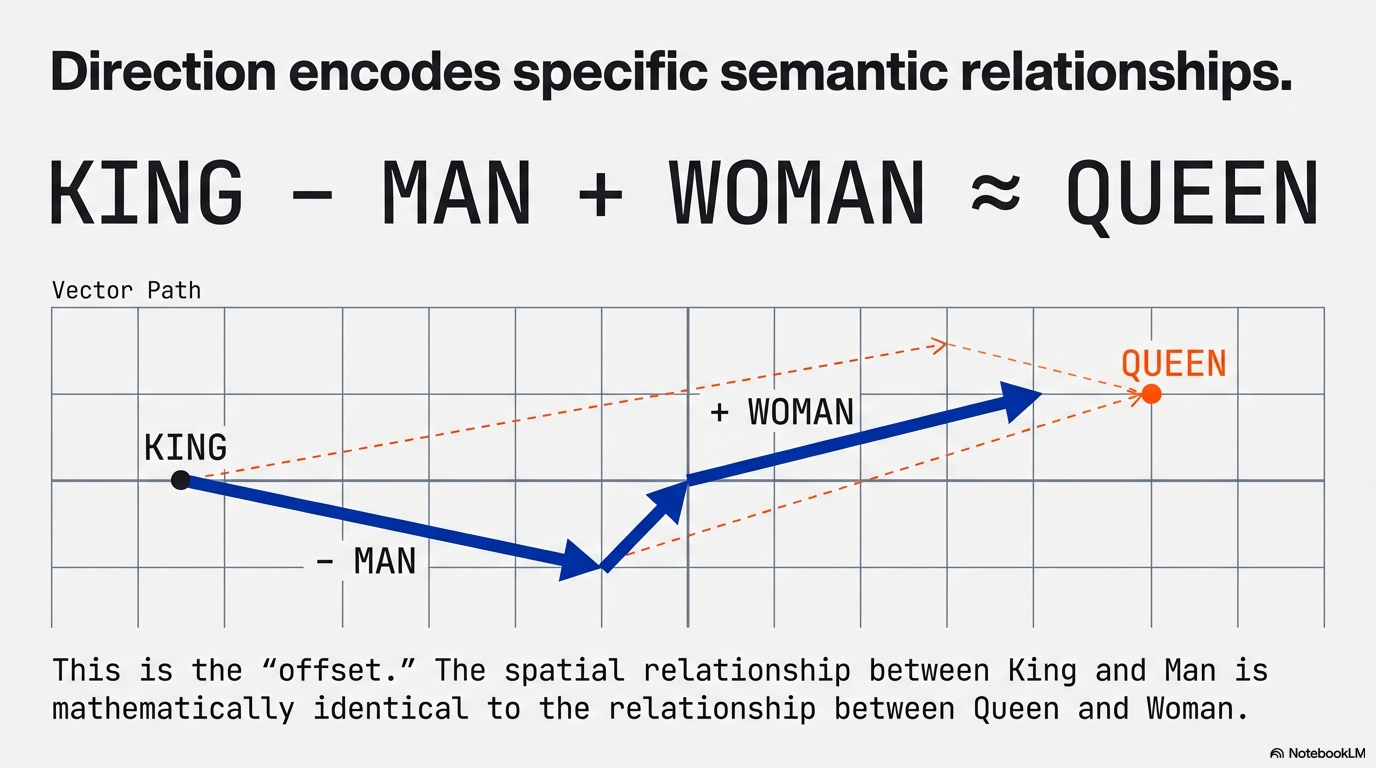 Direction encodes specific semantic relationships.
KING − MAN + WOMAN ≈ QUEEN
Vector Path
QUEEN
+ WOMAN
KING
− MAN
This is the “offset.” The spatial relationship between King and Man is
mathematically identical to the relationship between Queen and Woman.
NotebookLM